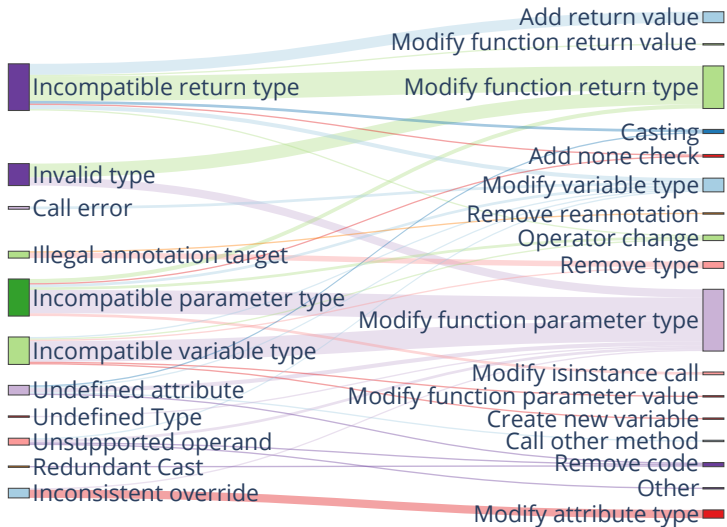 Add return value
Modify function return value
Incompatible return type
Modify function return type
Casting
Add none check
Invalid type
Modify variable type
Call error
Remove reannotation
Operator change
Illegal annotation target
Remove type
Incompatible parameter type
Modify function parameter type
Incompatible variable type
Modify isinstance call
Undefined attribute
Modify function parameter value
Undefined Type
Create new variable
Unsupported operand
Call other method
Redundant Cast
Remove code
Other
Inconsistent override
Modify attribute type